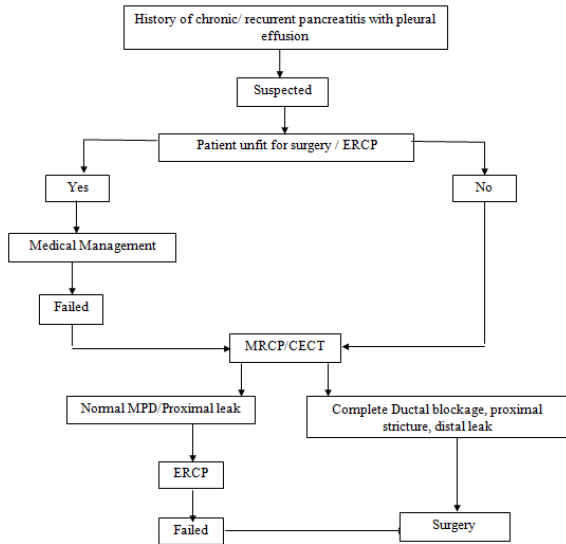 History of chronic/ recurrent pancreatitis with pleural
effusion
Suspected
Patient unfit for surgery / ERCP
Yes
No
Medical Management
Failed
MRCP/CECT
Normal MPD/Proximal leak
Complete Ductal blockage, proximal
stricture, distal leak
ERCP
Failed
Surgery